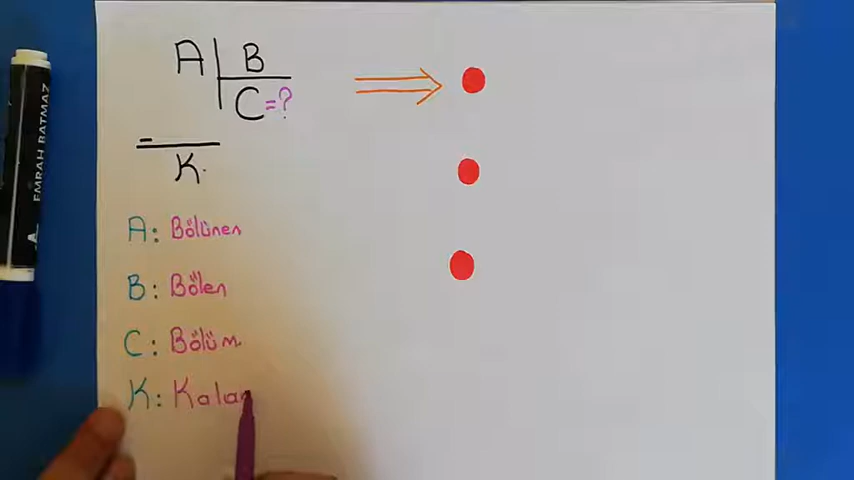 A B
C =?
-
K.
A: Bölünen
B: Bölen
C: Bölüm
K: Kalan
EMRAH BATMAZ